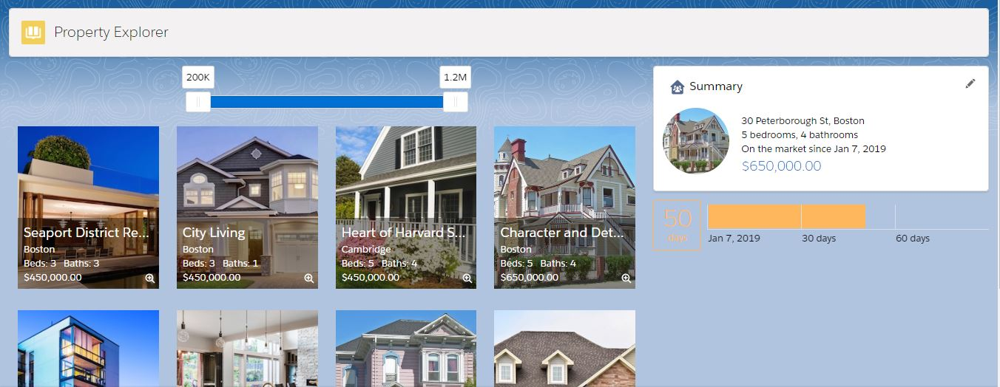 Property Explorer
200K
1.2M
Seaport District Re...
Boston
Beds: 3 Baths: 3
$450,000.00
City Living
Boston
Beds: 3 Baths: 1
$450,000.00
Heart of Harvard S...
Cambridge
Beds: 5 Baths: 4
$450,000.00
Character and Det...
Boston
Beds: 5 Baths: 4
$650,000.00
Summary
30 Peterborough St, Boston
5 bedrooms, 4 bathrooms
On the market since Jan 7, 2019
$650,000.00
50
days
Jan 7, 2019
30 days
60 days